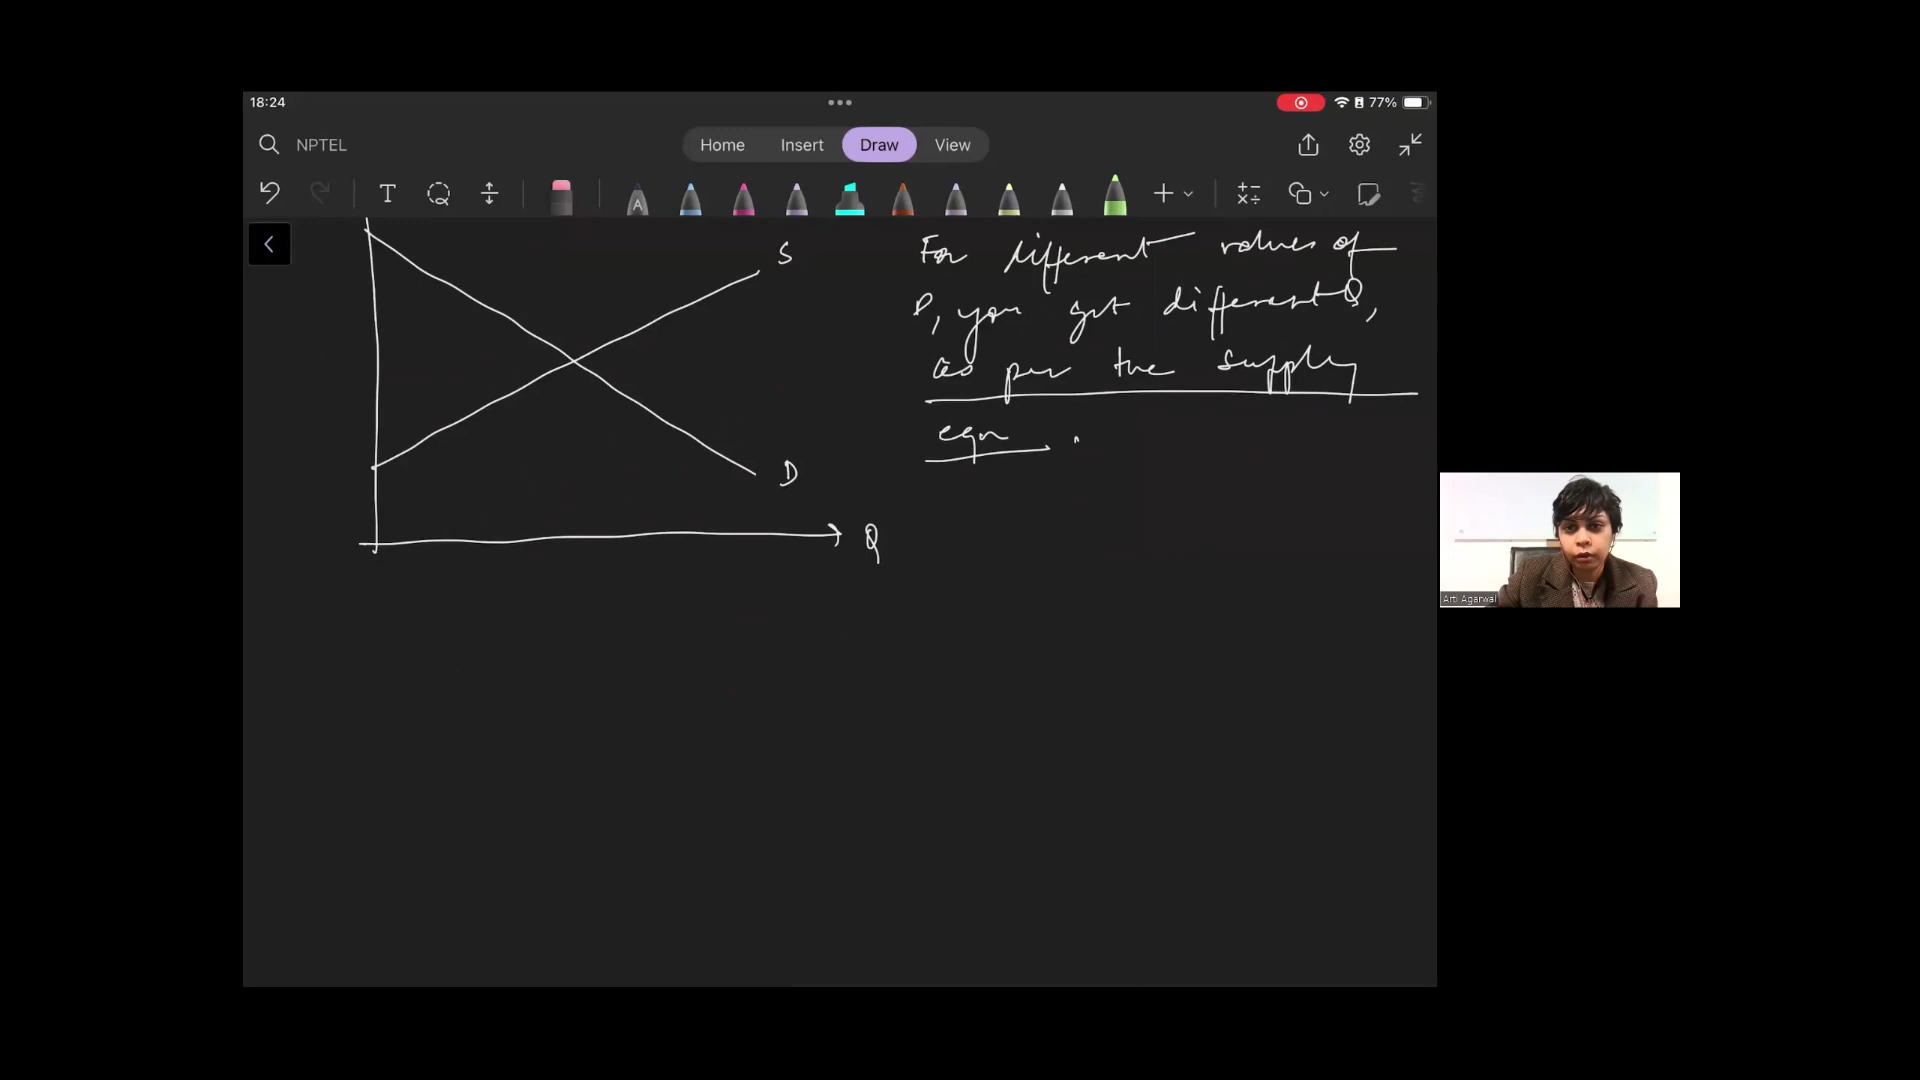 18:24
77%
NPTEL
Home Insert Draw View
T
A
S
D
Q
For different values of
P, you get different Q,
as per the supply
eqn.
Arti Agarwal